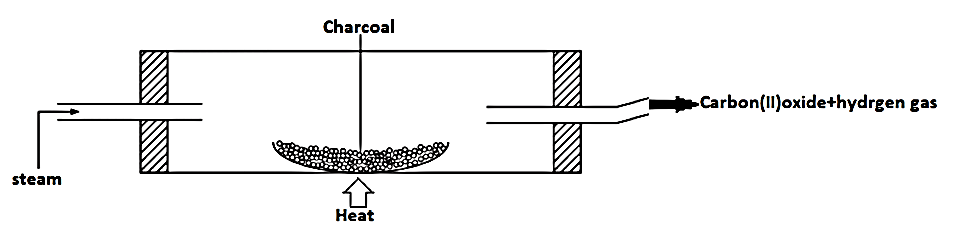 Charcoal
Carbon(II)oxide+hydrgen gas
steam
Heat